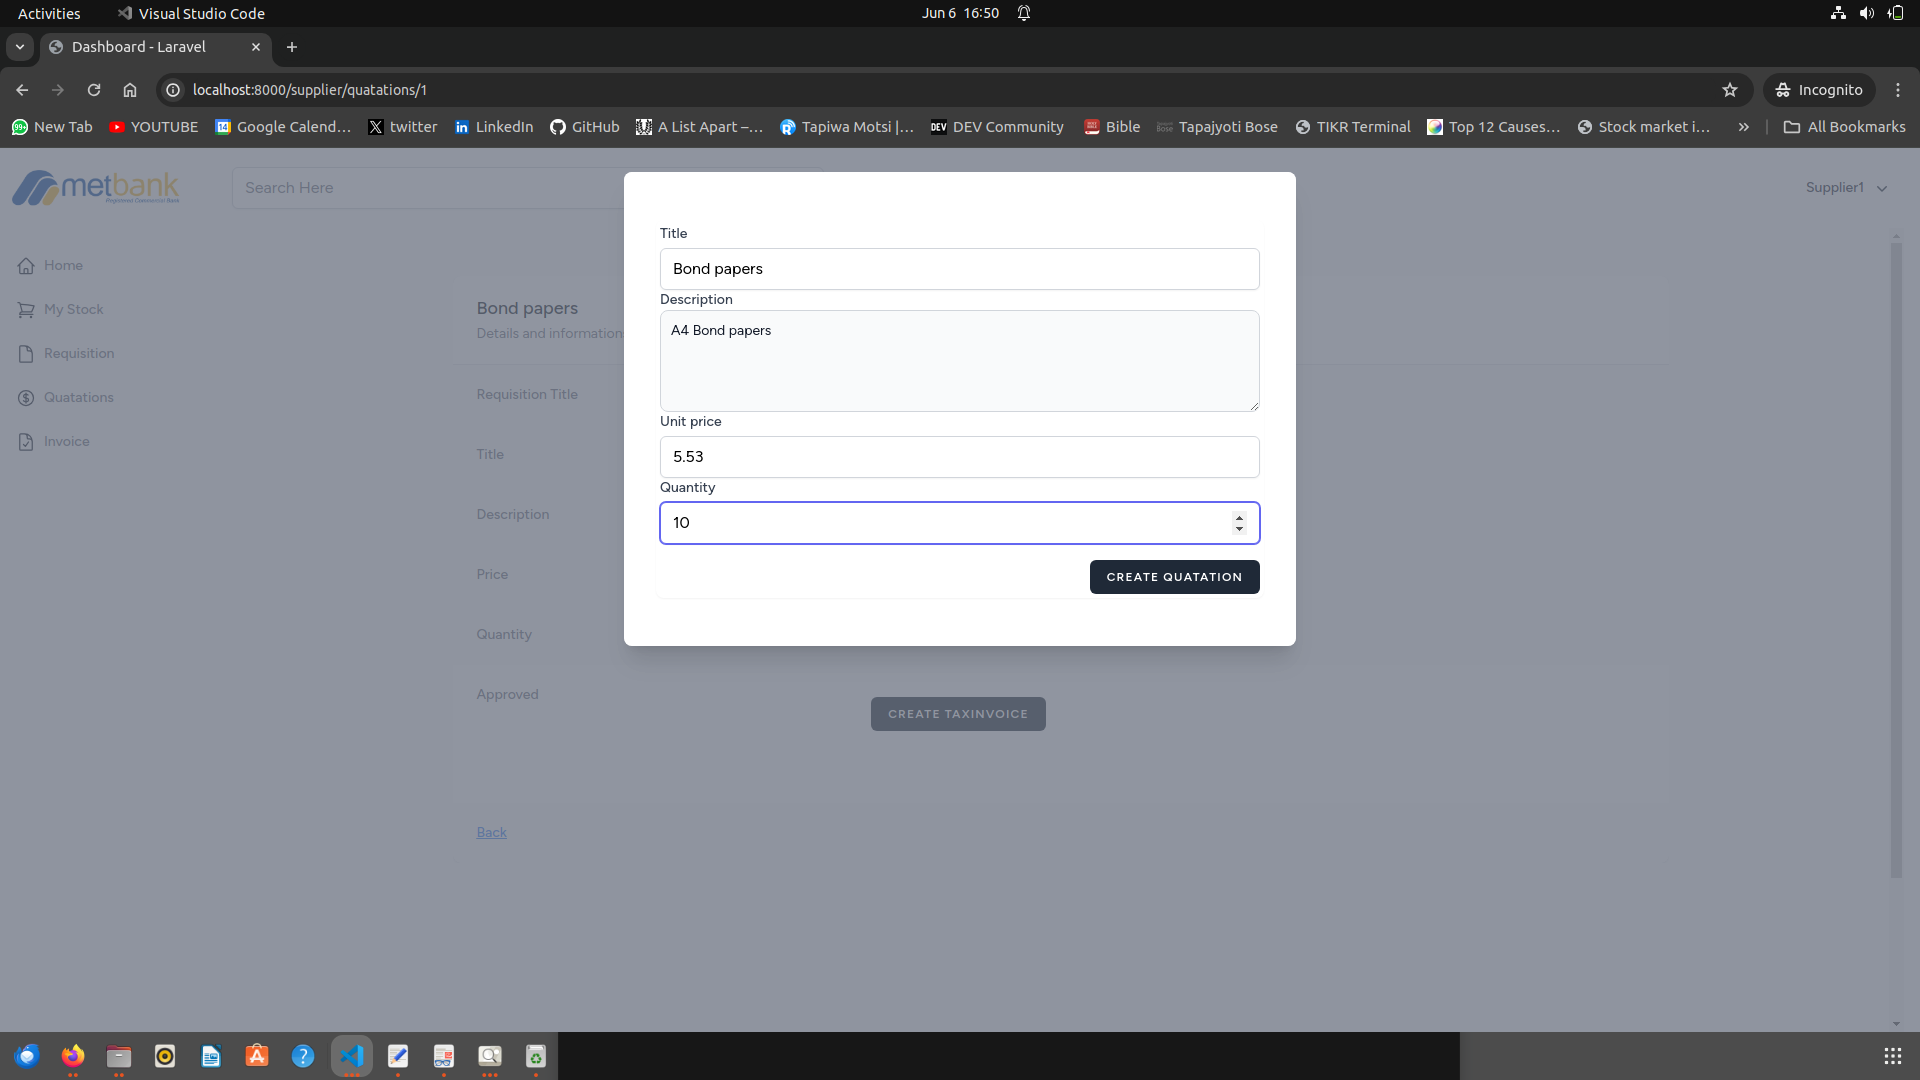 Activities
Visual Studio Code
Jun 6 16:50
Dashboard - Laravel
localhost:8000/supplier/quatations/1
Incognito
New Tab
YOUTUBE
Google Calend...
twitter
LinkedIn
GitHub
A List Apart –...
Tapiwa Motsi |...
DEV Community
Bible
Tapajyoti Bose
TIKR Terminal
Top 12 Causes...
Stock market i...
All Bookmarks
metbank
Registered Commercial Bank
Search Here
Supplier1
Home
My Stock
Requisition
Quatations
Invoice
Bond papers
Details and information
Requisition Title
Title
Description
Price
Quantity
Approved
CREATE TAXINVOICE
Back
Title
Bond papers
Description
A4 Bond papers
Unit price
5.53
Quantity
10
CREATE QUATATION